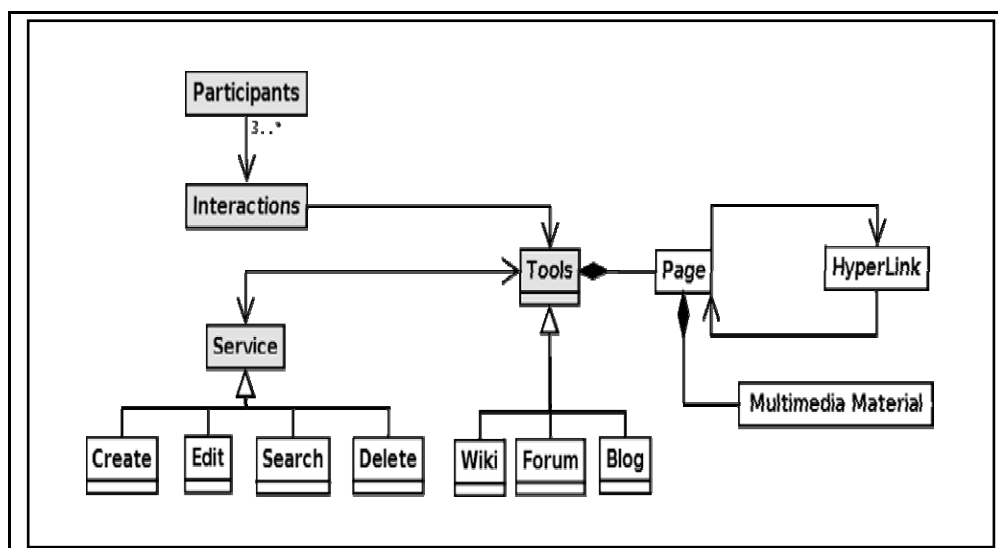 Participants
3..*
Interactions
Tools
Page
HyperLink
Service
Multimedia Material
Create
Edit
Search
Delete
Wiki
Forum
Blog